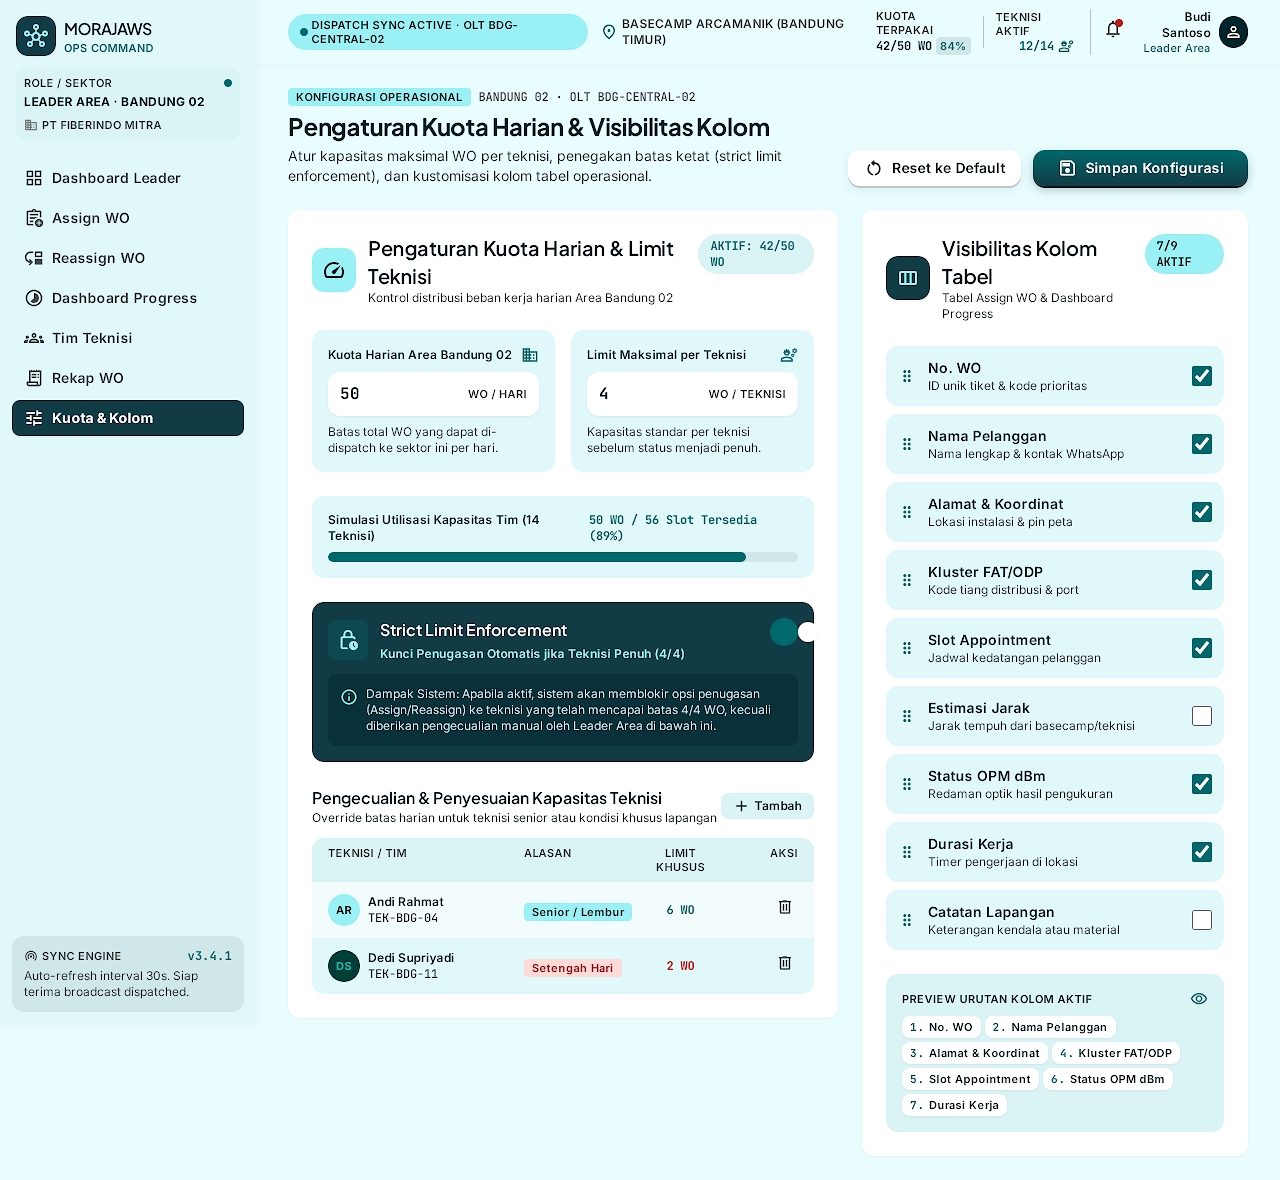 MORAJAWS
OPS COMMAND
ROLE / SEKTOR
LEADER AREA · BANDUNG 02
PT FIBERINDO MITRA
Dashboard Leader
Assign WO
Reassign WO
Dashboard Progress
Tim Teknisi
Rekap WO
Kuota & Kolom
SYNC ENGINE
v3.4.1
Auto-refresh interval 30s. Siap
terima broadcast dispatched.
DISPATCH SYNC ACTIVE · OLT BDG-
CENTRAL-02
BASECAMP ARCAMANIK (BANDUNG
TIMUR)
KUOTA
TERPAKAI
42/50 WO 84%
TEKNISI
AKTIF
12/14
Budi
Santoso
Leader Area
KONFIGURASI OPERASIONAL
BANDUNG 02 · OLT BDG-CENTRAL-02
Pengaturan Kuota Harian & Visibilitas Kolom
Atur kapasitas maksimal WO per teknisi, penegakan batas ketat (strict limit
enforcement), dan kustomisasi kolom tabel operasional.
Reset ke Default
Simpan Konfigurasi
Pengaturan Kuota Harian & Limit
Teknisi
Kontrol distribusi beban kerja harian Area Bandung 02
AKTIF: 42/50
WO
Kuota Harian Area Bandung 02
50
WO / HARI
Batas total WO yang dapat di-
dispatch ke sektor ini per hari.
Limit Maksimal per Teknisi
4
WO / TEKNISI
Kapasitas standar per teknisi
sebelum status menjadi penuh.
Simulasi Utilisasi Kapasitas Tim (14
Teknisi)
50 WO / 56 Slot Tersedia
(89%)
Strict Limit Enforcement
Kunci Penugasan Otomatis jika Teknisi Penuh (4/4)
Dampak Sistem: Apabila aktif, sistem akan memblokir opsi penugasan
(Assign/Reassign) ke teknisi yang telah mencapai batas 4/4 WO, kecuali
diberikan pengecualian manual oleh Leader Area di bawah ini.
Pengecualian & Penyesuaian Kapasitas Teknisi
Override batas harian untuk teknisi senior atau kondisi khusus lapangan
Tambah
TEKNISI / TIM
ALASAN
LIMIT
KHUSUS
AKSI
AR
Andi Rahmat
TEK-BDG-04
Senior / Lembur
6 WO
DS
Dedi Supriyadi
TEK-BDG-11
Setengah Hari
2 WO
Visibilitas Kolom
Tabel
Tabel Assign WO & Dashboard
Progress
7/9
AKTIF
No. WO
ID unik tiket & kode prioritas
Nama Pelanggan
Nama lengkap & kontak WhatsApp
Alamat & Koordinat
Lokasi instalasi & pin peta
Kluster FAT/ODP
Kode tiang distribusi & port
Slot Appointment
Jadwal kedatangan pelanggan
Estimasi Jarak
Jarak tempuh dari basecamp/teknisi
Status OPM dBm
Redaman optik hasil pengukuran
Durasi Kerja
Timer pengerjaan di lokasi
Catatan Lapangan
Keterangan kendala atau material
PREVIEW URUTAN KOLOM AKTIF
1. No. WO
2. Nama Pelanggan
3. Alamat & Koordinat
4. Kluster FAT/ODP
5. Slot Appointment
6. Status OPM dBm
7. Durasi Kerja